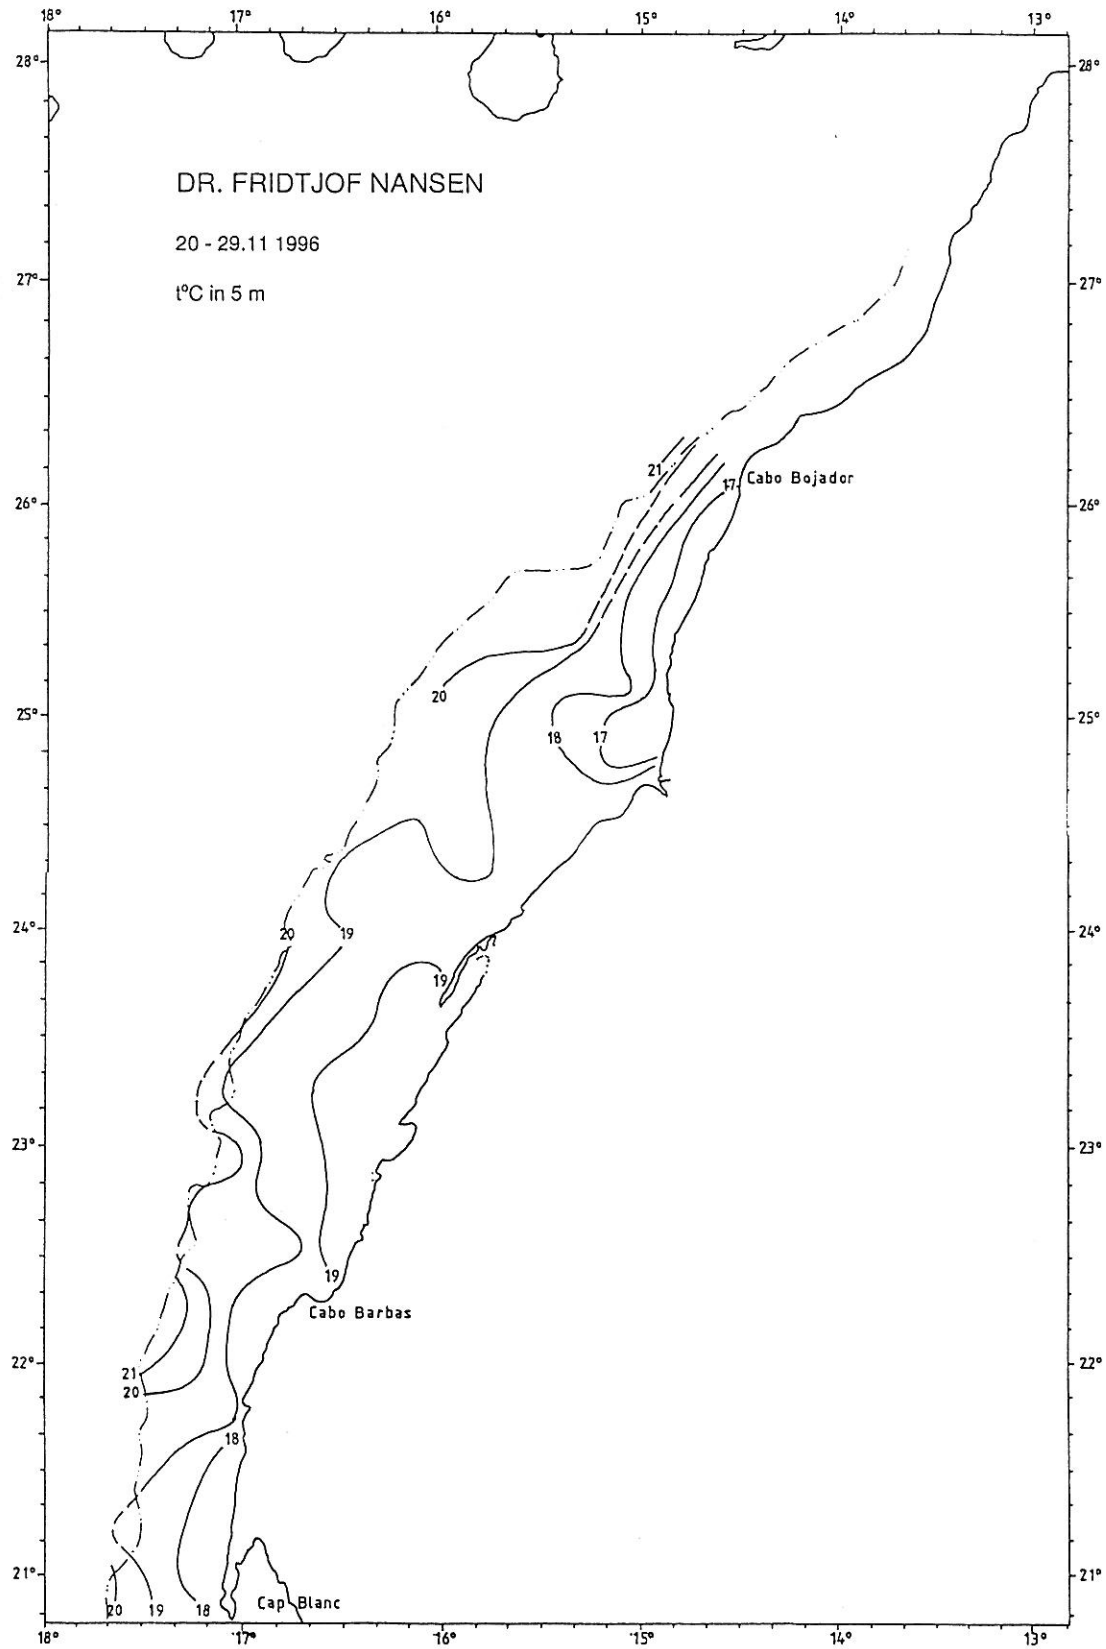 18° 17° 16° 15° 14° 13°
28° 28°
DR. FRIDTJOF NANSEN
20 - 29.11 1996
t°C in 5 m
27° 27°
21
17 Cabo Bojador
26° 26°
20
25° 25°
18 17
24° 20 19 24°
19
23° 23°
19
Cabo Barbas
22° 22°
21
20
18
21° 21°
20 19 18 Cap Blanc
18° 17° 16° 15° 14° 13°